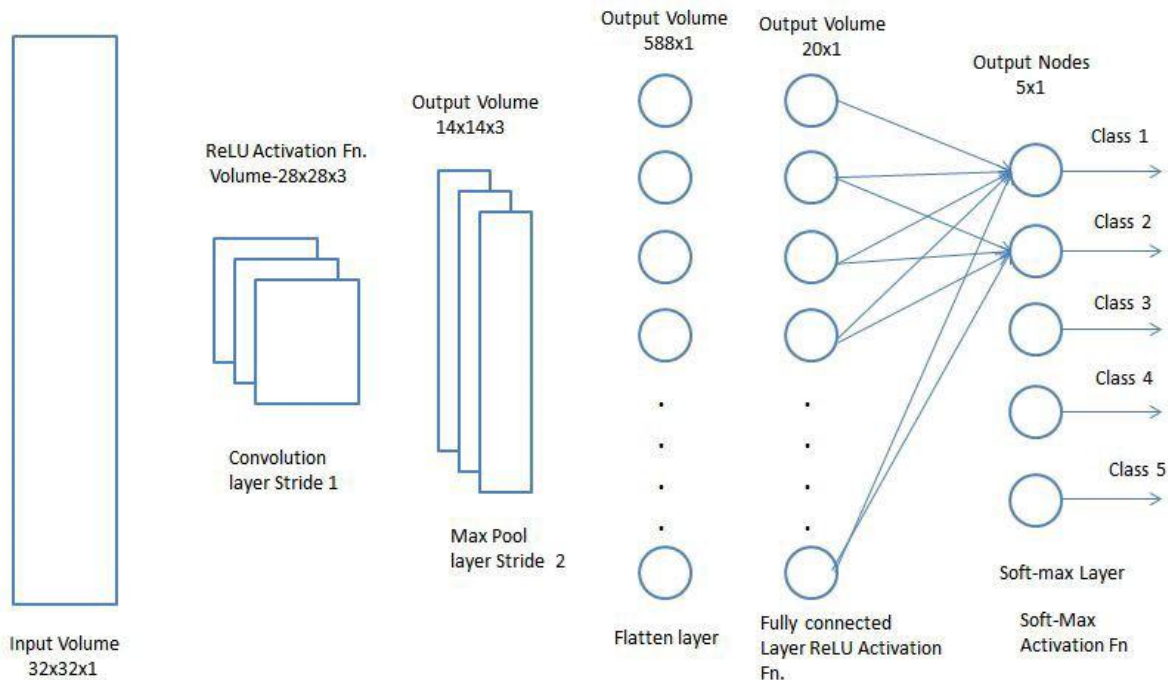 Input Volume
32x32x1
ReLU Activation Fn.
Volume-28x28x3
Convolution
layer Stride 1
Output Volume
14x14x3
Max Pool
layer Stride 2
Output Volume
588x1
Flatten layer
Output Volume
20x1
Fully connected
Layer ReLU Activation
Fn.
Output Nodes
5x1
Class 1
Class 2
Class 3
Class 4
Class 5
Soft-max Layer
Soft-Max
Activation Fn